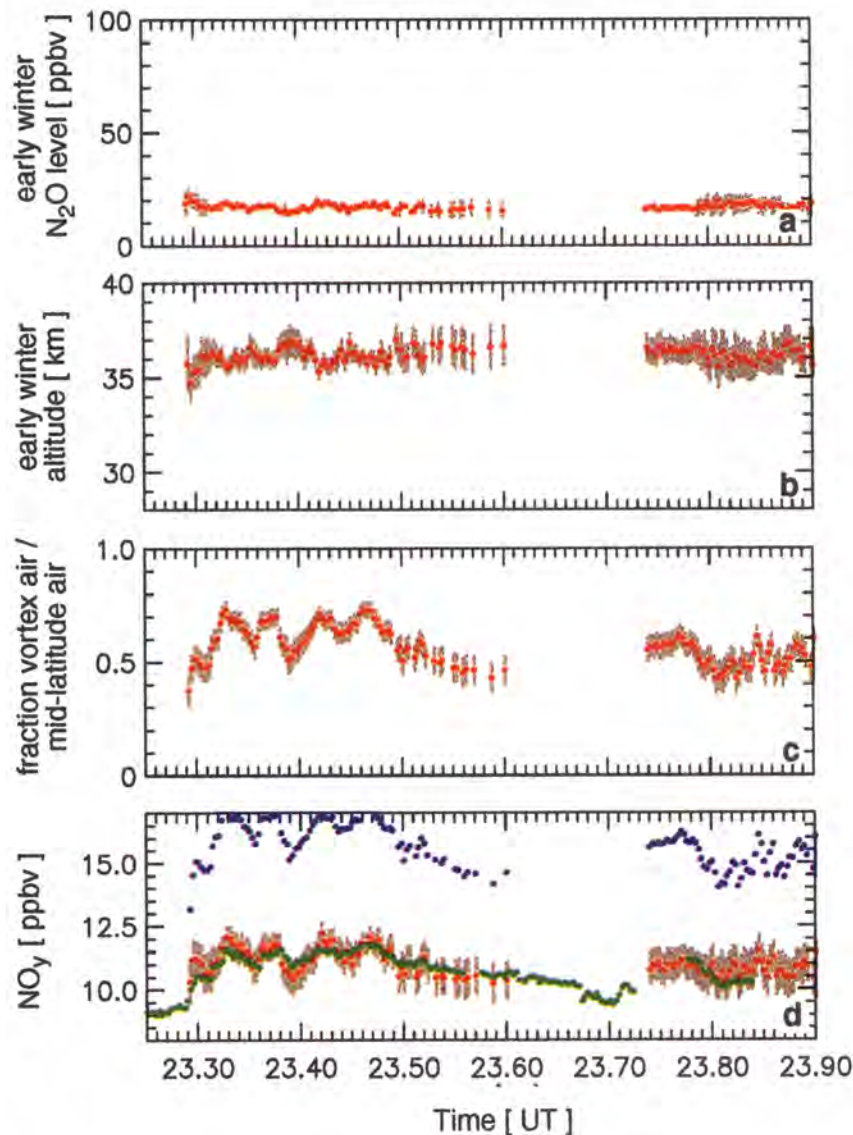 early winter
N2O level [ ppbv ]
100
50
0
a
early winter
altitude [ km ]
40
35
30
b
fraction vortex air /
mid-latitude air
1.0
0.5
0
c
NOy [ ppbv ]
15.0
12.5
10.0
d
23.30 23.40 23.50 23.60 23.70 23.80 23.90
Time [ UT ]